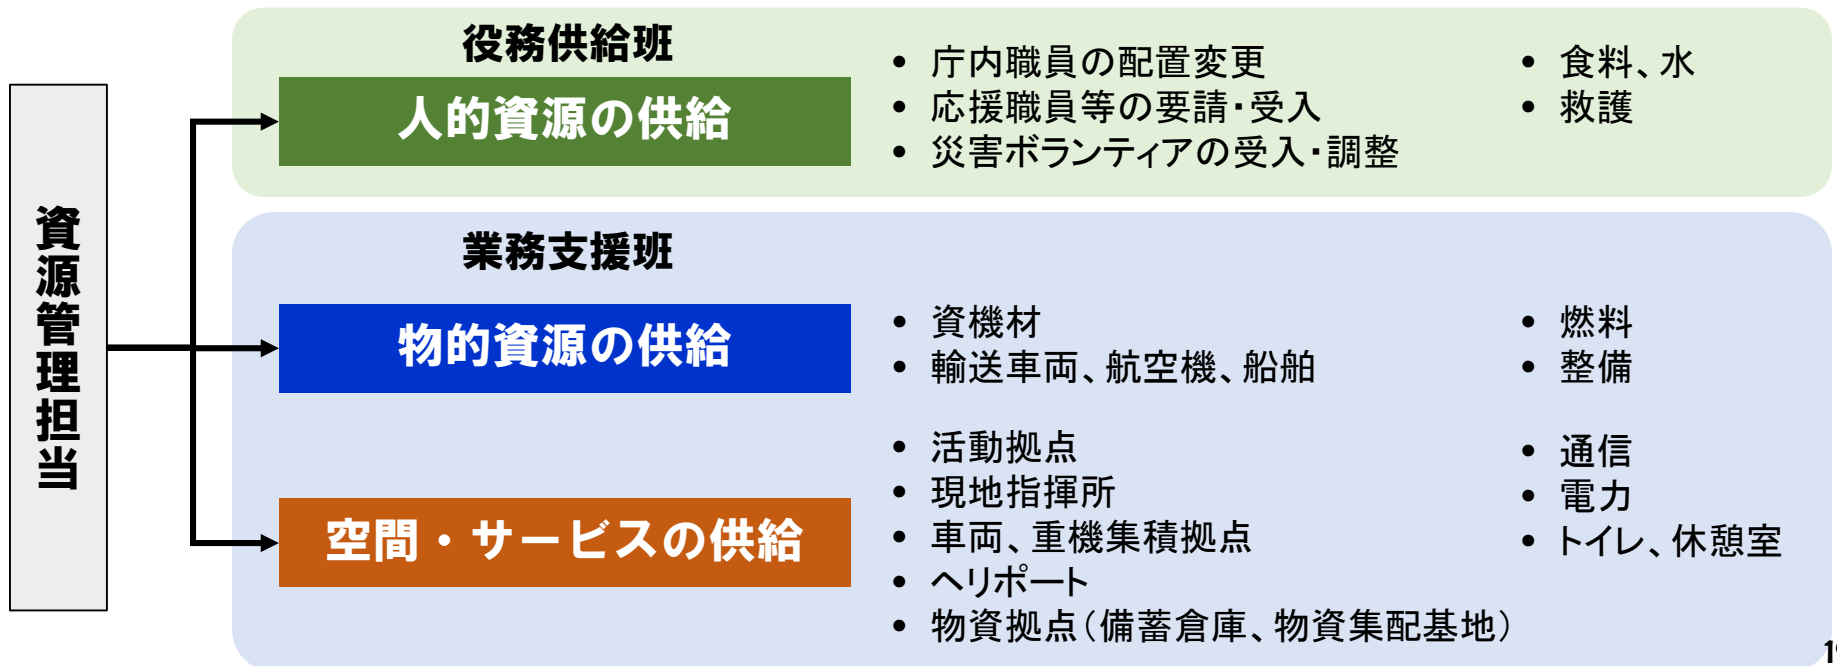 資源管理担当
役務供給班
人的資源の供給
• 庁内職員の配置変更
• 応援職員等の要請・受入
• 災害ボランティアの受入・調整
• 食料、水
• 救護
業務支援班
物的資源の供給
• 資機材
• 輸送車両、航空機、船舶
• 燃料
• 整備
空間・サービスの供給
• 活動拠点
• 現地指揮所
• 車両、重機集積拠点
• ヘリポート
• 物資拠点（備蓄倉庫、物資集配基地）
• 通信
• 電力
• トイレ、休憩室